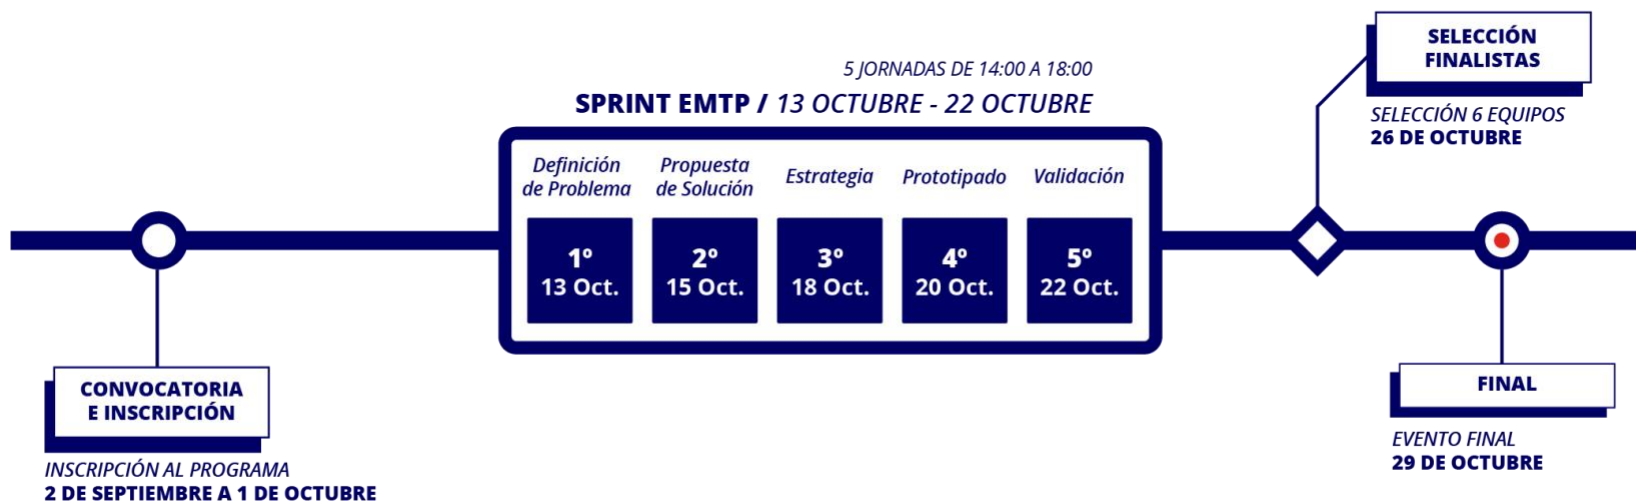 CONVOCATORIA
E INSCRIPCIÓN
INSCRIPCIÓN AL PROGRAMA
2 DE SEPTIEMBRE A 1 DE OCTUBRE
5 JORNADAS DE 14:00 A 18:00
SPRINT EMTP / 13 OCTUBRE - 22 OCTUBRE
Definición
de Problema
1º
13 Oct.
Propuesta
de Solución
2º
15 Oct.
Estrategia
3º
18 Oct.
Prototipado
4º
20 Oct.
Validación
5º
22 Oct.
SELECCIÓN
FINALISTAS
SELECCIÓN 6 EQUIPOS
26 DE OCTUBRE
FINAL
EVENTO FINAL
29 DE OCTUBRE